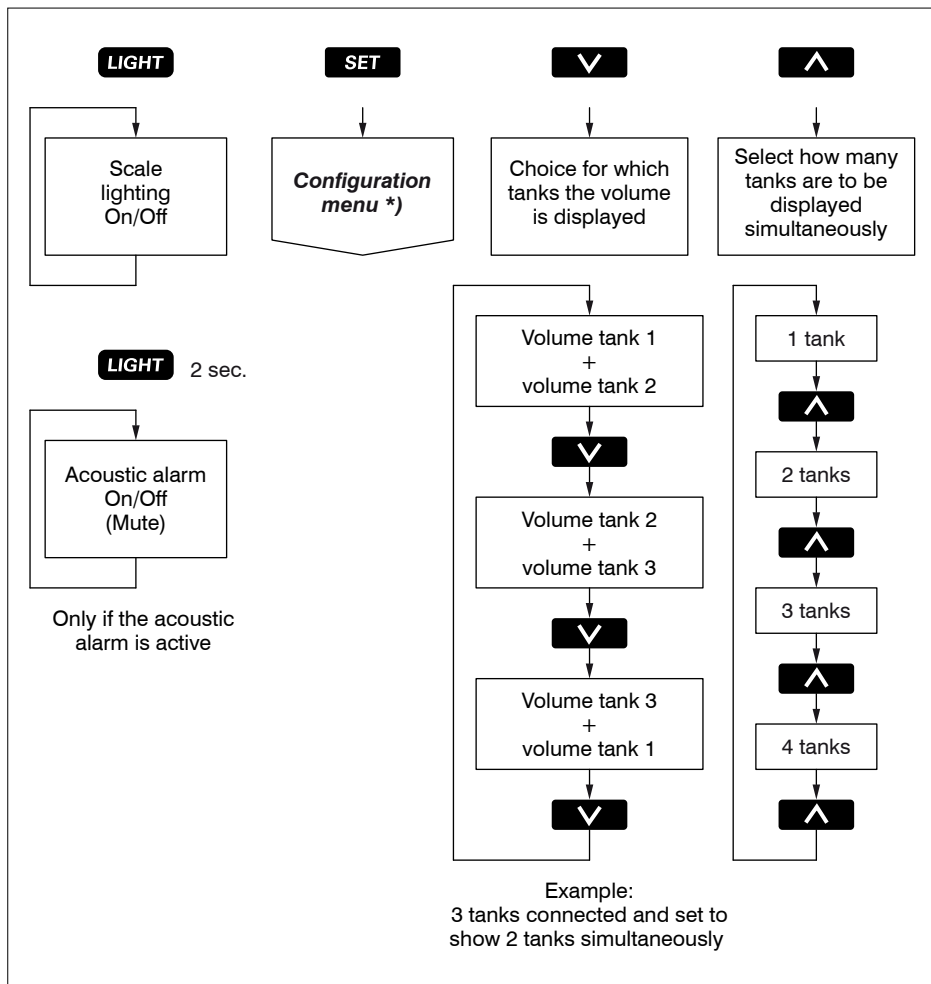 LIGHT
Scale
lighting
On/Off
LIGHT 2 sec.
Acoustic alarm
On/Off
(Mute)
Only if the acoustic
alarm is active
SET
Configuration
menu *)
Choice for which
tanks the volume
is displayed
Volume tank 1
+
volume tank 2
Volume tank 2
+
volume tank 3
Volume tank 3
+
volume tank 1
Example:
3 tanks connected and set to
show 2 tanks simultaneously
Select how many
tanks are to be
displayed
simultaneously
1 tank
2 tanks
3 tanks
4 tanks